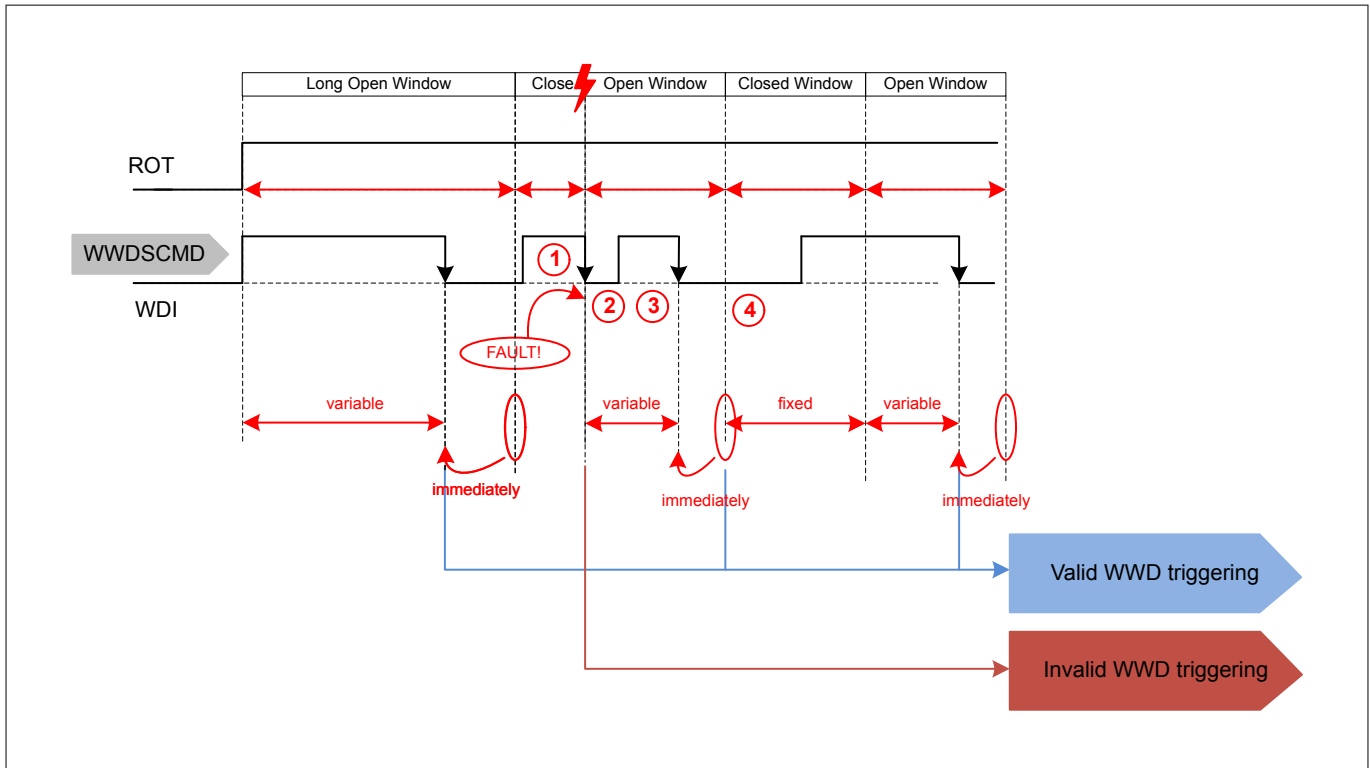 Long Open Window
Close
Open Window
Closed Window
Open Window
ROT
WWDSCMD
WDI
1
2
3
4
FAULT!
variable
variable
fixed
variable
immediately
immediately
immediately
Valid WWD triggering
Invalid WWD triggering